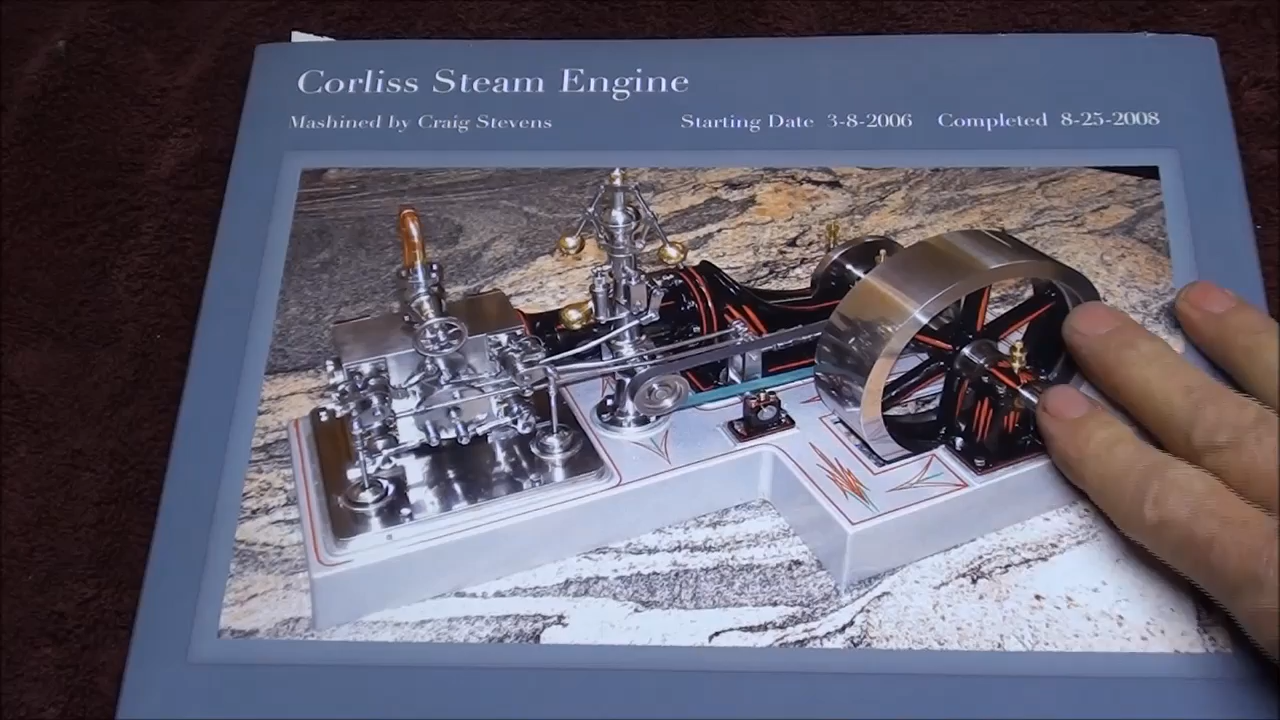 Corliss Steam Engine
Mashined by Craig Stevens
Starting Date 3-8-2006 Completed 8-25-2008